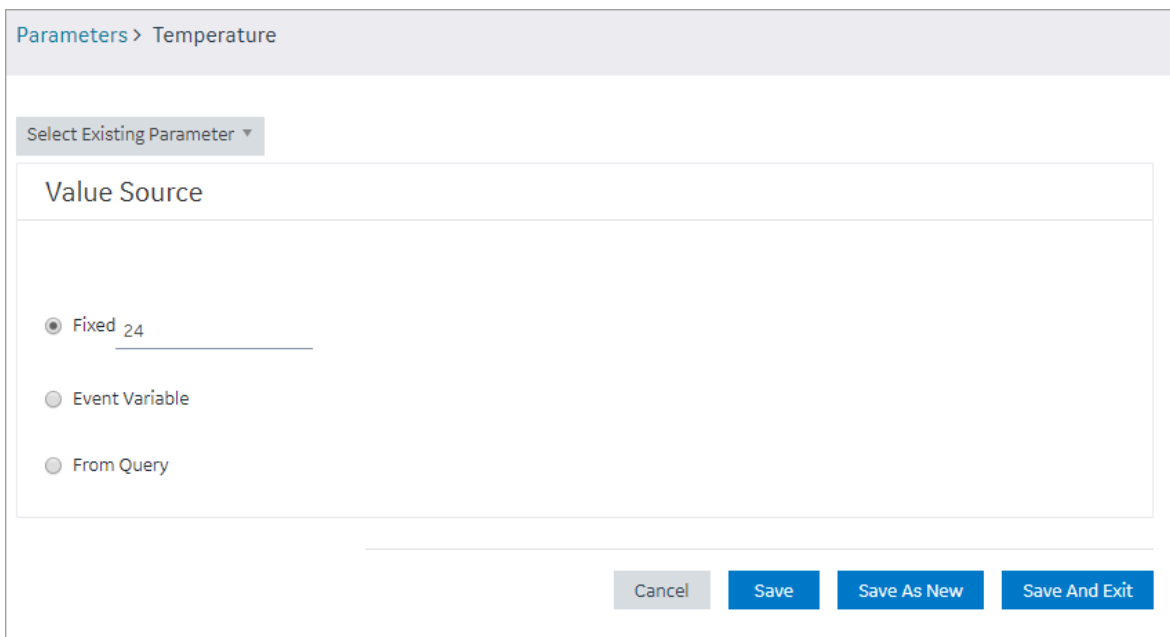 Parameters > Temperature
Select Existing Parameter
Value Source
Fixed 24
Event Variable
From Query
Cancel Save Save As New Save And Exit